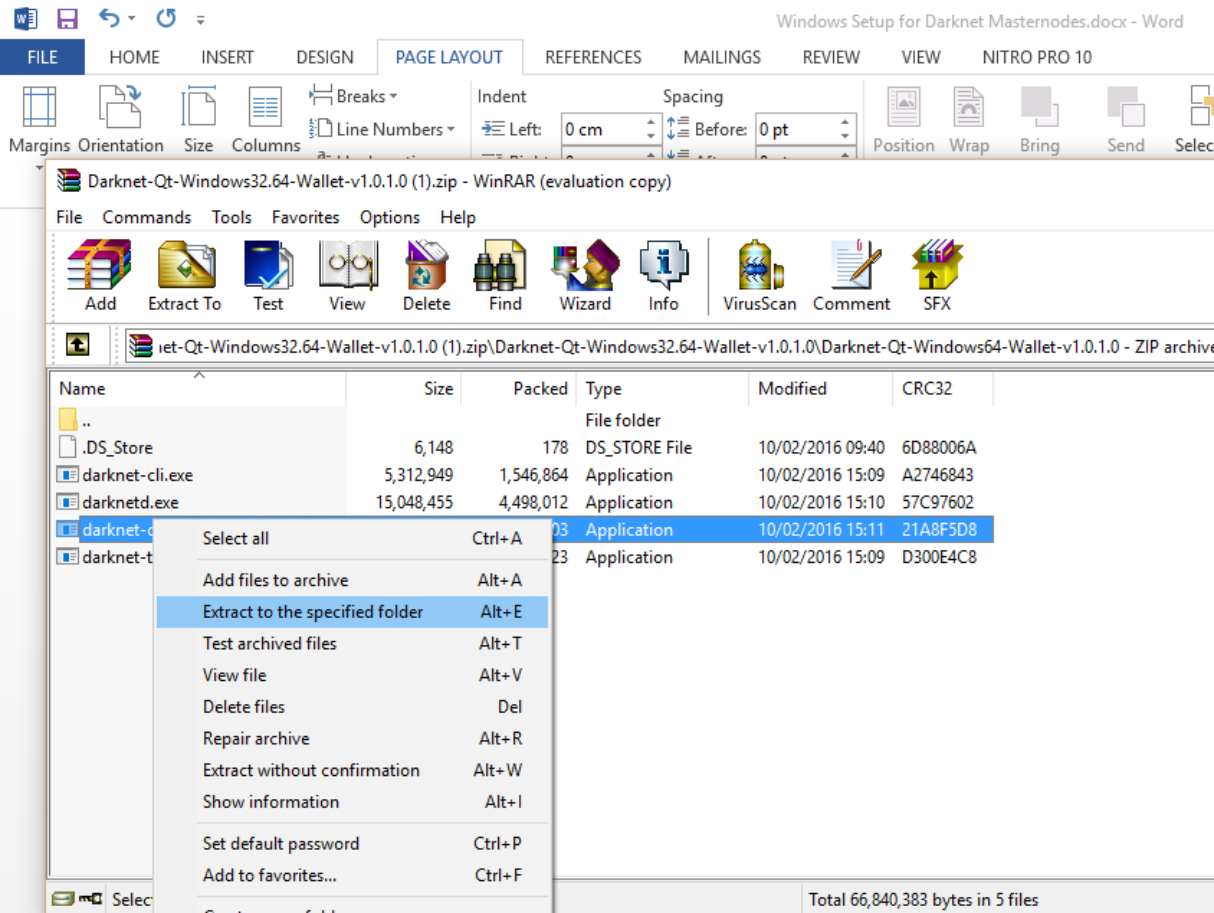 Windows Setup for Darknet Masternodes.docx - Word
FILE HOME INSERT DESIGN PAGE LAYOUT REFERENCES MAILINGS REVIEW VIEW NITRO PRO 10
Breaks Indent Spacing
Line Numbers Left: 0 cm Before: 0 pt
Margins Orientation Size Columns Position Wrap Bring Send Selec
Darknet-Qt-Windows32.64-Wallet-v1.0.1.0 (1).zip - WinRAR (evaluation copy)
File Commands Tools Favorites Options Help
Add Extract To Test View Delete Find Wizard Info VirusScan Comment SFX
et-Qt-Windows32.64-Wallet-v1.0.1.0 (1).zip\Darknet-Qt-Windows32.64-Wallet-v1.0.1.0\Darknet-Qt-Windows64-Wallet-v1.0.1.0 - ZIP archive
Name Size Packed Type Modified CRC32
.. File folder
.DS_Store 6,148 178 DS_STORE File 10/02/2016 09:40 6D88006A
darknet-cli.exe 5,312,949 1,546,864 Application 10/02/2016 15:09 A2746843
darknetd.exe 15,048,455 4,498,012 Application 10/02/2016 15:10 57C97602
darknet- 03 Application 10/02/2016 15:11 21A8F5D8
darknet-t 23 Application 10/02/2016 15:09 D300E4C8
Select all Ctrl+A
Add files to archive Alt+A
Extract to the specified folder Alt+E
Test archived files Alt+T
View file Alt+V
Delete files Del
Repair archive Alt+R
Extract without confirmation Alt+W
Show information Alt+I
Set default password Ctrl+P
Add to favorites... Ctrl+F
Selec Total 66,840,383 bytes in 5 files